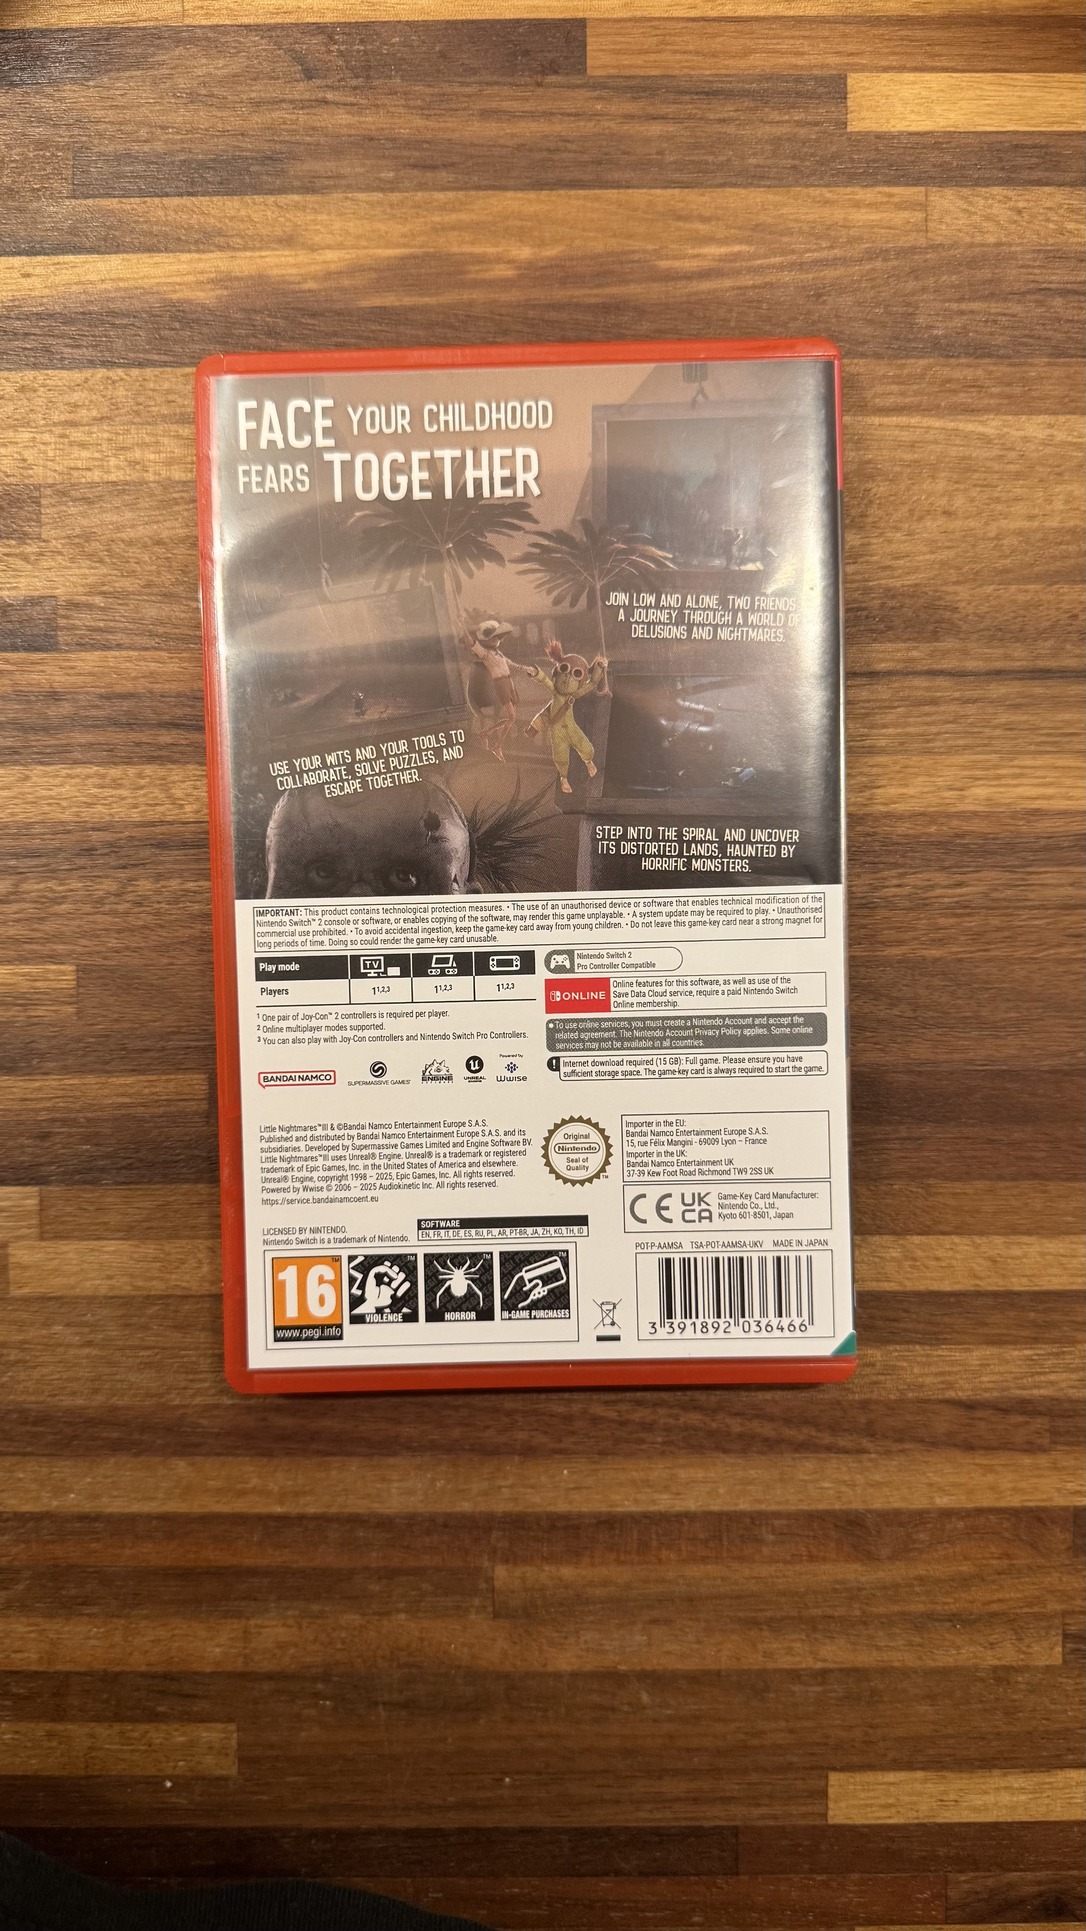 FACE YOUR CHILDHOOD
FEARS TOGETHER
JOIN LOW AND ALONE, TWO FRIENDS
A JOURNEY THROUGH A WORLD OF
DELUSIONS AND NIGHTMARES.
USE YOUR WITS AND YOUR TOOLS TO
COLLABORATE, SOLVE PUZZLES, AND
ESCAPE TOGETHER.
STEP INTO THE SPIRAL AND UNCOVER
ITS DISTORTED LANDS, HAUNTED BY
HORRIFIC MONSTERS.
IMPORTANT: This product contains technological protection measures. • The use of an unauthorised device or software that enables technical modification of the
Nintendo Switch™ 2 console or software, or enables copying of the software, may render this game unplayable. • A system update may be required to play. • Unauthorised
commercial use prohibited. • To avoid accidental ingestion, keep the game-key card away from young children. • Do not leave this game-key card near a strong magnet for
long periods of time. Doing so could render the game-key card unusable.
Play mode TV
Players 1¹,²,³ 1¹,²,³ 1¹,²,³
¹ One pair of Joy-Con™ 2 controllers is required per player.
² Online multiplayer modes supported.
³ You can also play with Joy-Con controllers and Nintendo Switch Pro Controllers.
Nintendo Switch 2
Pro Controller Compatible
ONLINE
Online features for this software, as well as use of the
Save Data Cloud service, require a paid Nintendo Switch
Online membership.
• To use online services, you must create a Nintendo Account and accept the
related agreement. The Nintendo Account Privacy Policy applies. Some online
services may not be available in all countries.
! Internet download required (15 GB): Full game. Please ensure you have
sufficient storage space. The game-key card is always required to start the game.
BANDAI NAMCO
SUPERMASSIVE GAMES
ENGINE
UNREAL
Powered by
Wwise
Little Nightmares™III & ©Bandai Namco Entertainment Europe S.A.S.
Published and distributed by Bandai Namco Entertainment Europe S.A.S. and its
subsidiaries. Developed by Supermassive Games Limited and Engine Software BV.
Little Nightmares™III uses Unreal® Engine. Unreal® is a trademark or registered
trademark of Epic Games, Inc. in the United States of America and elsewhere.
Unreal® Engine, copyright 1998 – 2025, Epic Games, Inc. All rights reserved.
Powered by Wwise © 2006 – 2025 Audiokinetic Inc. All rights reserved.
https://service.bandainamcoent.eu
Original
Nintendo
Seal of
Quality
TM
Importer in the EU:
Bandai Namco Entertainment Europe S.A.S.
15, rue Félix Mangini - 69009 Lyon – France
Importer in the UK:
Bandai Namco Entertainment UK
37-39 Kew Foot Road Richmond TW9 2SS UK
CE UK CA
Game-Key Card Manufacturer:
Nintendo Co., Ltd.,
Kyoto 601-8501, Japan
LICENSED BY NINTENDO.
Nintendo Switch is a trademark of Nintendo.
SOFTWARE
EN, FR, IT, DE, ES, RU, PL, AR, PT-BR, JA, ZH, KO, TH, ID
POT-P-AAMSA TSA-POT-AAMSA-UKV MADE IN JAPAN
16
www.pegi.info
VIOLENCE
HORROR
IN-GAME PURCHASES
3 391892 036466